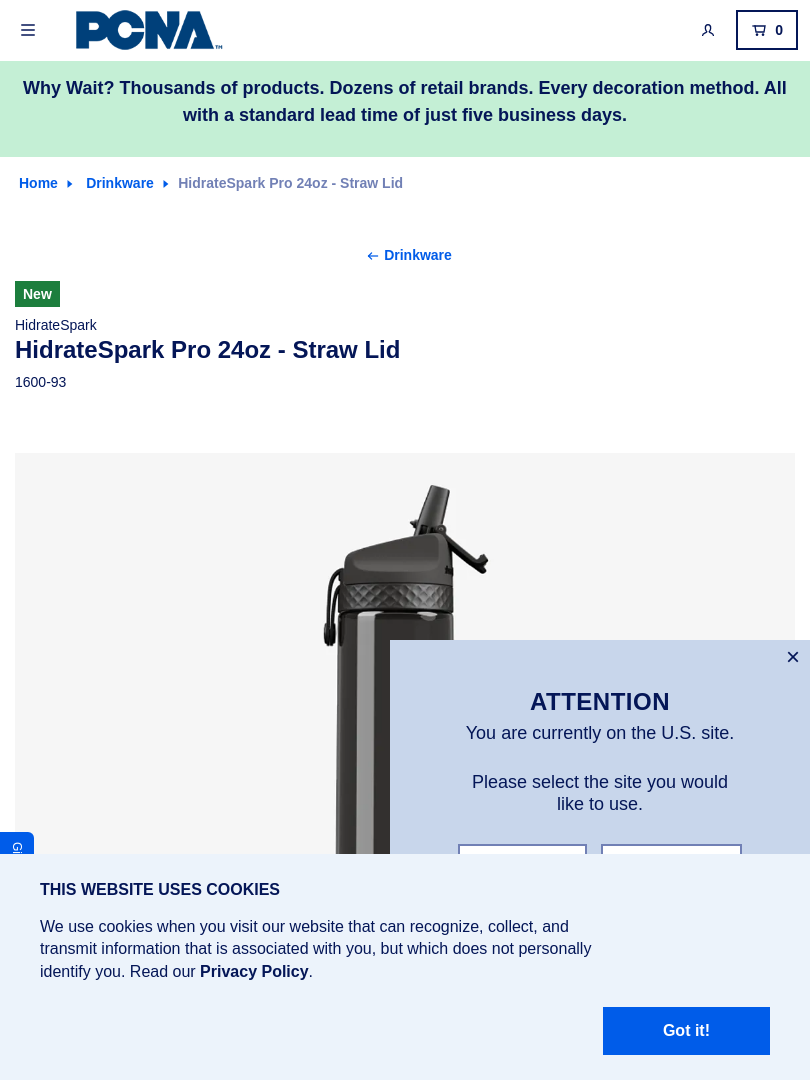 PCNA™
0
Why Wait? Thousands of products. Dozens of retail brands. Every decoration method. All
with a standard lead time of just five business days.
Home Drinkware HidrateSpark Pro 24oz - Straw Lid
Drinkware
New
HidrateSpark
HidrateSpark Pro 24oz - Straw Lid
1600-93
ATTENTION
You are currently on the U.S. site.
Please select the site you would
like to use.
THIS WEBSITE USES COOKIES
We use cookies when you visit our website that can recognize, collect, and
transmit information that is associated with you, but which does not personally
identify you. Read our Privacy Policy.
Got it!